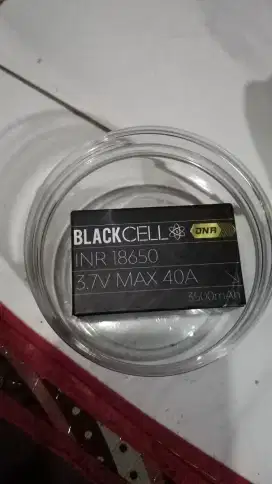 BLACKCELL DNA
INR 18650
3.7V MAX 40A
3500mAh